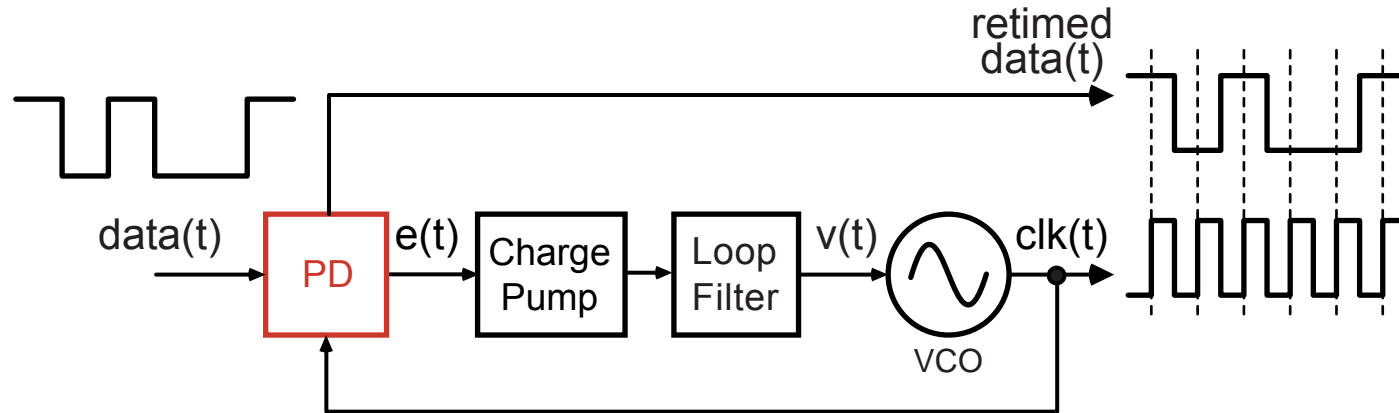 retimed
data(t)
data(t)
PD
e(t)
Charge
Pump
Loop
Filter
v(t)
VCO
clk(t)